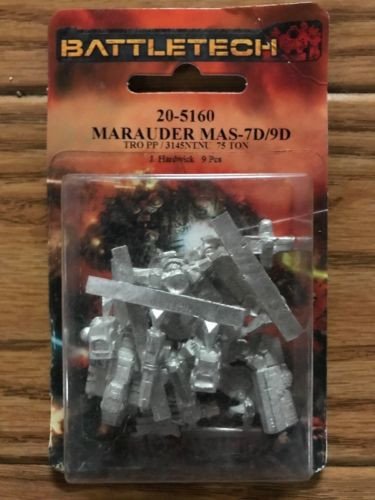 BATTLETECH
20-5160
MARAUDER MAS-7D/9D
TRO PP / 3145NTNU 75 TON
J. Hardwick 9 Pcs